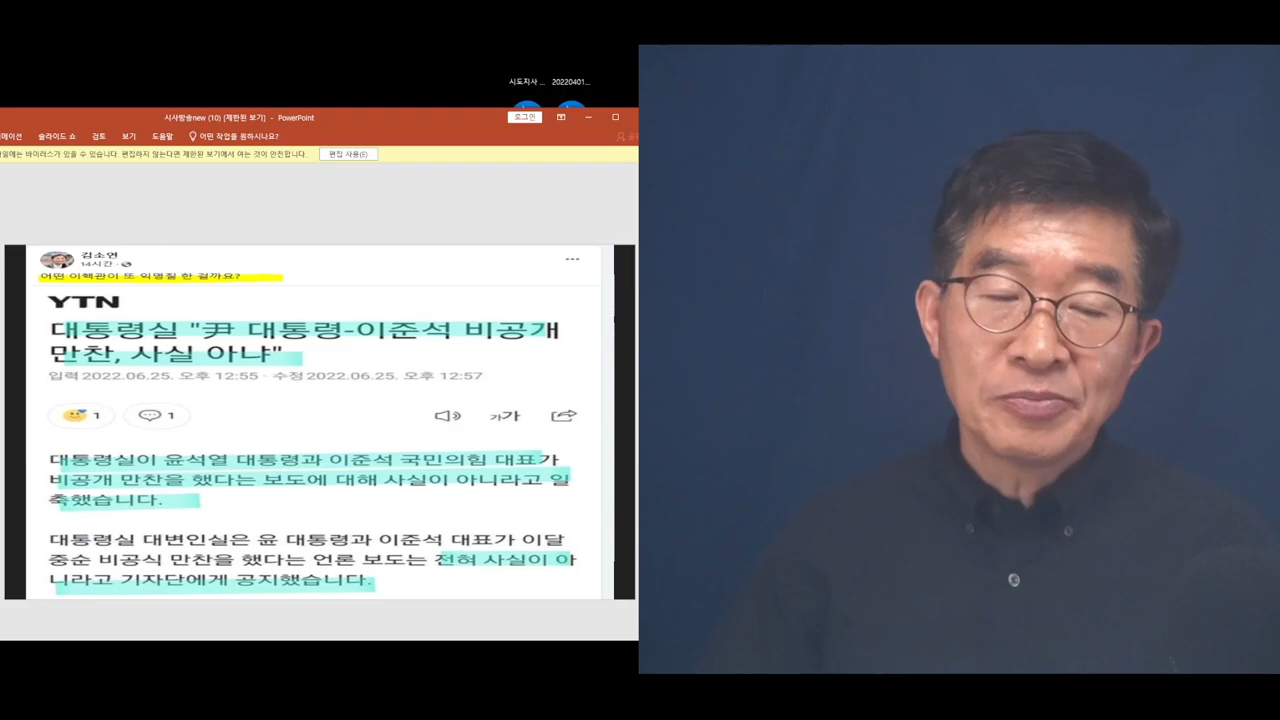 시도지사 ... 20220401...
시사방송new (10) [제한된 보기] - PowerPoint
로그인
메이션 슬라이드 쇼 검토 보기 도움말 어떤 작업을 원하시나요?
일에는 바이러스가 있을 수 있습니다. 편집하지 않는다면 제한된 보기에서 여는 것이 안전합니다. 편집 사용(E)
김소연
14시간 ·
어떤 이핵관이 또 익명질 한 걸까요?
YTN
대통령실 "尹 대통령-이준석 비공개
만찬, 사실 아냐"
입력 2022.06.25. 오후 12:55 · 수정 2022.06.25. 오후 12:57
1 1 가가
대통령실이 윤석열 대통령과 이준석 국민의힘 대표가
비공개 만찬을 했다는 보도에 대해 사실이 아니라고 일
축했습니다.
대통령실 대변인실은 윤 대통령과 이준석 대표가 이달
중순 비공식 만찬을 했다는 언론 보도는 전혀 사실이 아
니라고 기자단에게 공지했습니다.